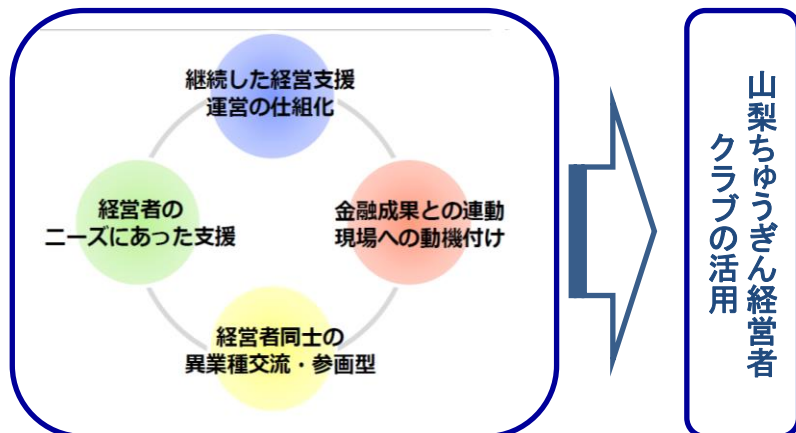 継続した経営支援
運営の仕組化
経営者の
ニーズにあった支援
金融成果との連動
現場への動機付け
経営者同士の
異業種交流・参画型
山梨ちゅうぎん経営者
クラブの活用